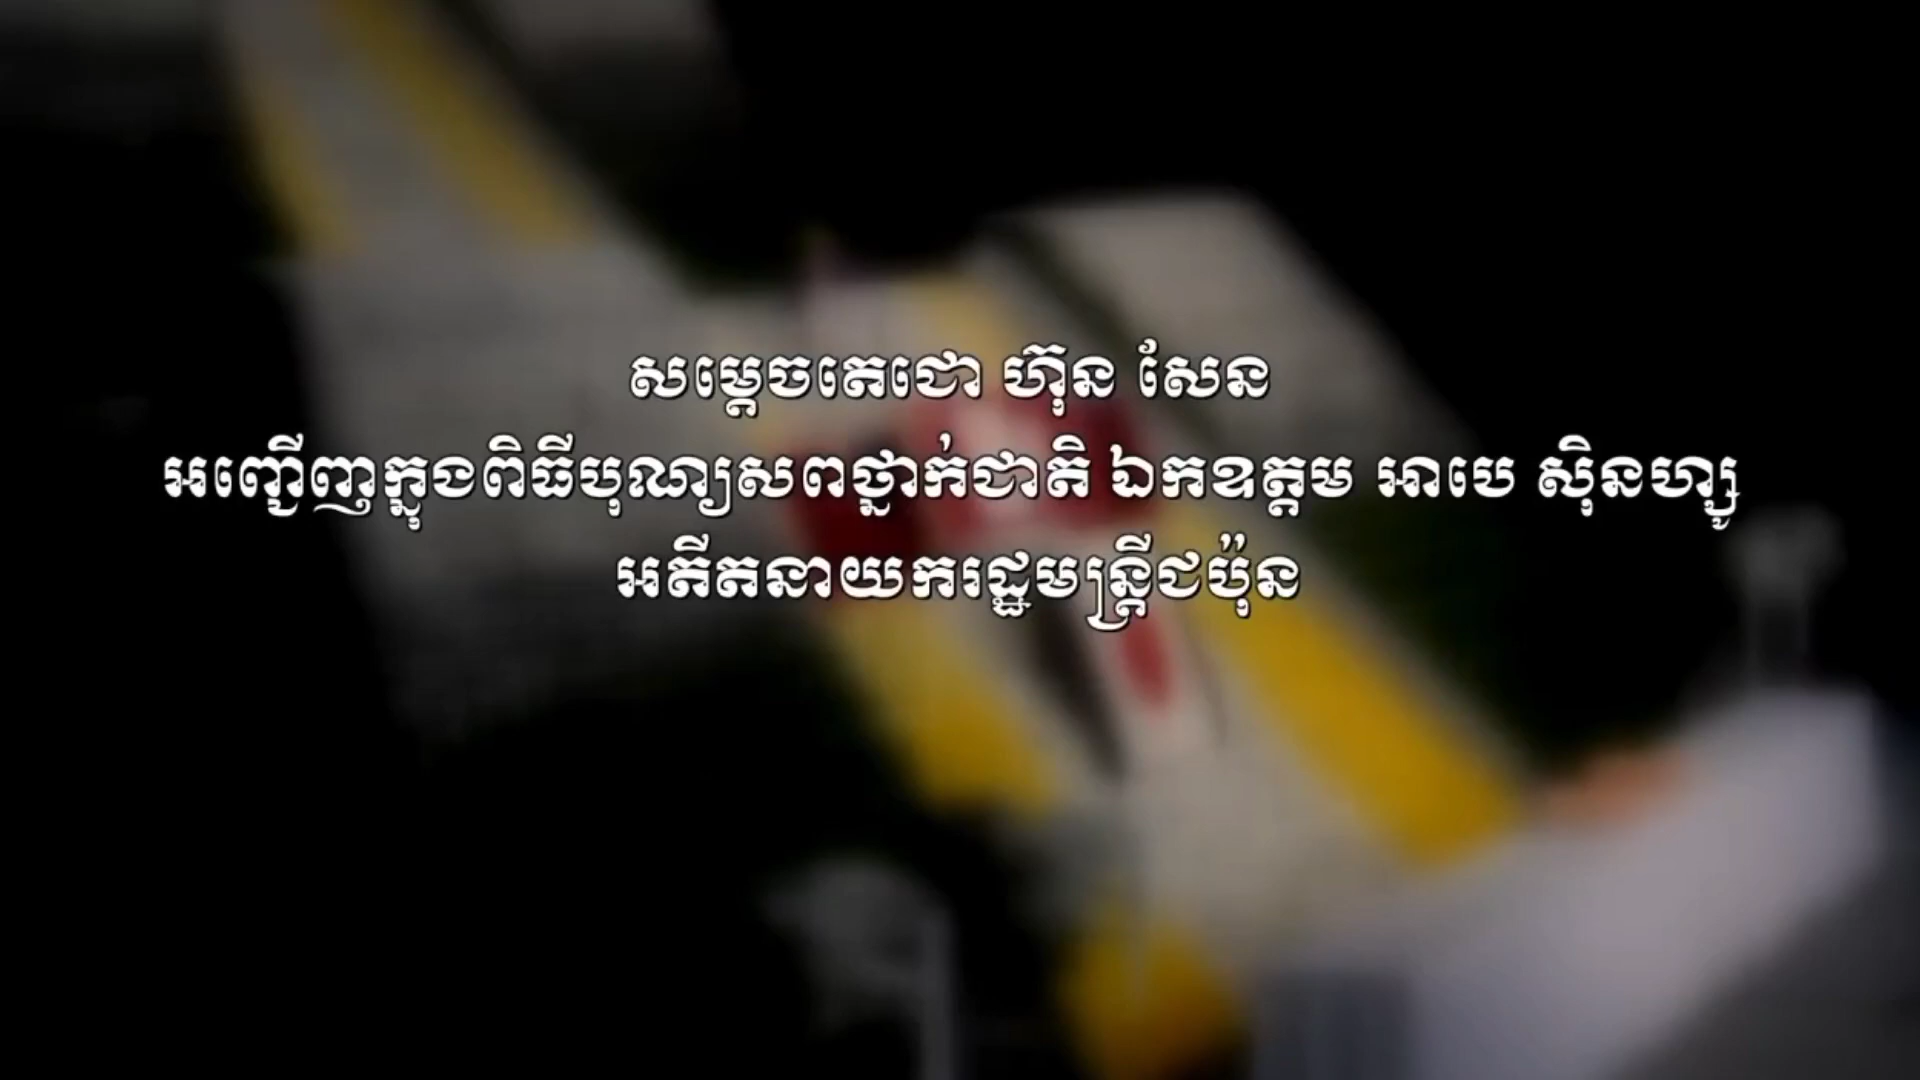 សម្តេចតេជោ ហ៊ុន សែន
អញ្ជើញក្នុងពិធីបុណ្យសពថ្នាក់ជាតិ ឯកឧត្តម អាបេ ស៊ិនហ្សូ
អតីតនាយករដ្ឋមន្ត្រីជប៉ុន